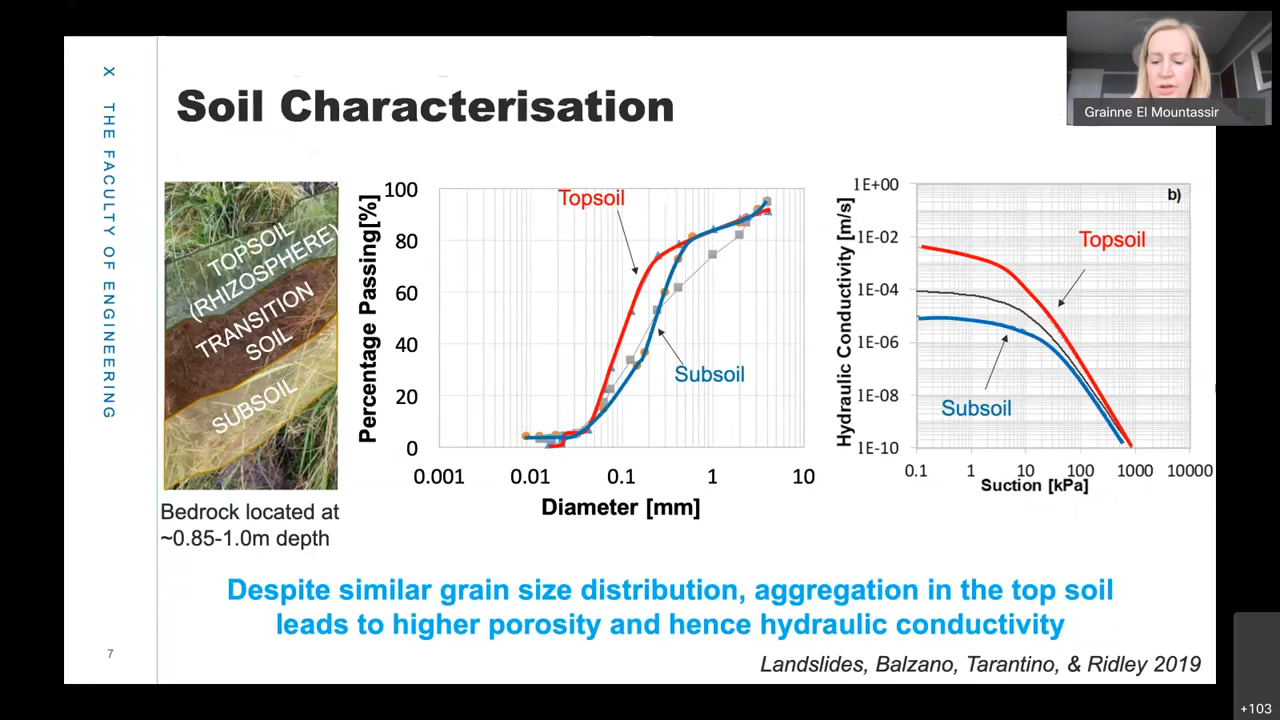 Grainne El Mountassir
X THE FACULTY OF ENGINEERING
Soil Characterisation
TOPSOIL
(RHIZOSPHERE)
TRANSITION
SOIL
SUBSOIL
Bedrock located at
~0.85-1.0m depth
Percentage Passing[%]
100
80
60
40
20
0
0.001 0.01 0.1 1 10
Diameter [mm]
Topsoil
Subsoil
Hydraulic Conductivity [m/s]
1E+00
1E-02
1E-04
1E-06
1E-08
1E-10
0.1 1 10 100 1000 10000
Suction [kPa]
b)
Topsoil
Subsoil
Despite similar grain size distribution, aggregation in the top soil
leads to higher porosity and hence hydraulic conductivity
7
Landslides, Balzano, Tarantino, & Ridley 2019
+103